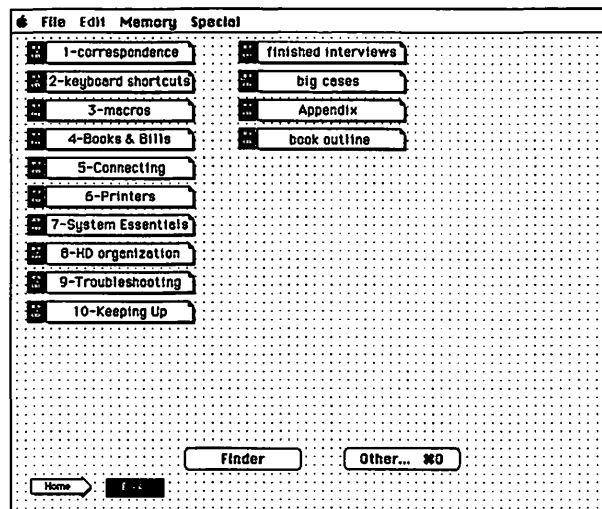 File Edit Memory Special
1-correspondence
2-keyboard shortcuts
3-macros
4-Books & Bills
5-Connecting
6-Printers
7-System Essentials
8-HD organization
9-Troubleshooting
10-Keeping Up
finished interviews
big cases
Appendix
book outline
Finder
Other... ⌘O
Home